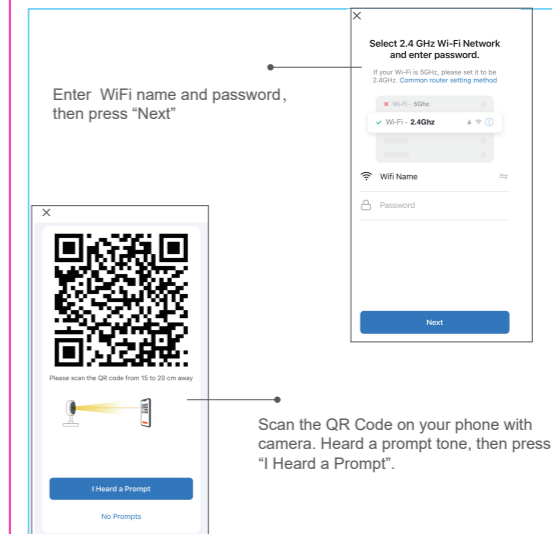 Select 2.4 GHz Wi-Fi Network
and enter password.
If your Wi-Fi is 5GHz, please set it to be
2.4GHz. Common router setting method
Wi-Fi - 5Ghz
Wi-Fi - 2.4Ghz
Wifi Name
Password
Next
Enter WiFi name and password,
then press “Next”
Please scan the QR code from 15 to 20 cm away
I Heard a Prompt
No Prompts
Scan the QR Code on your phone with
camera. Heard a prompt tone, then press
“I Heard a Prompt”.